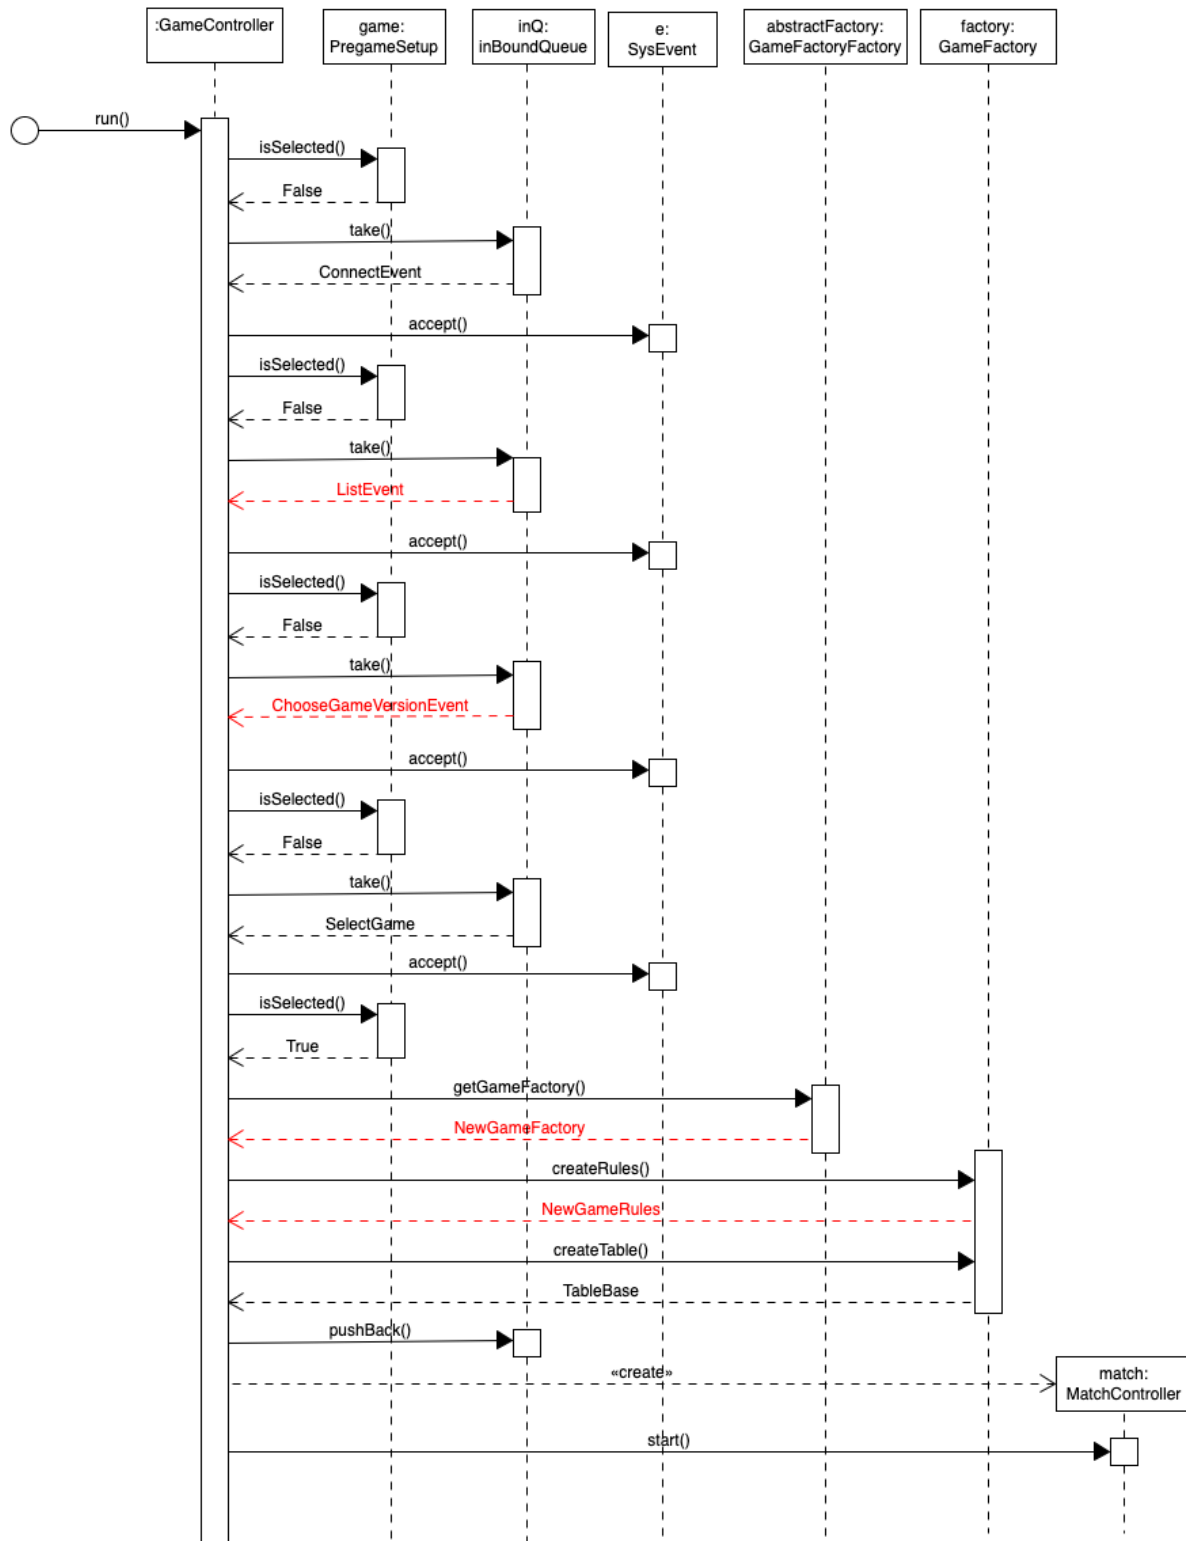 :GameController
game:
PregameSetup
inQ:
inBoundQueue
e:
SysEvent
abstractFactory:
GameFactoryFactory
factory:
GameFactory
run()
isSelected()
False
take()
ConnectEvent
accept()
isSelected()
False
take()
ListEvent
accept()
isSelected()
False
take()
ChooseGameVersionEvent
accept()
isSelected()
False
take()
SelectGame
accept()
isSelected()
True
getGameFactory()
NewGameFactory
createRules()
NewGameRules
createTable()
TableBase
pushBack()
«create»
match:
MatchController
start()